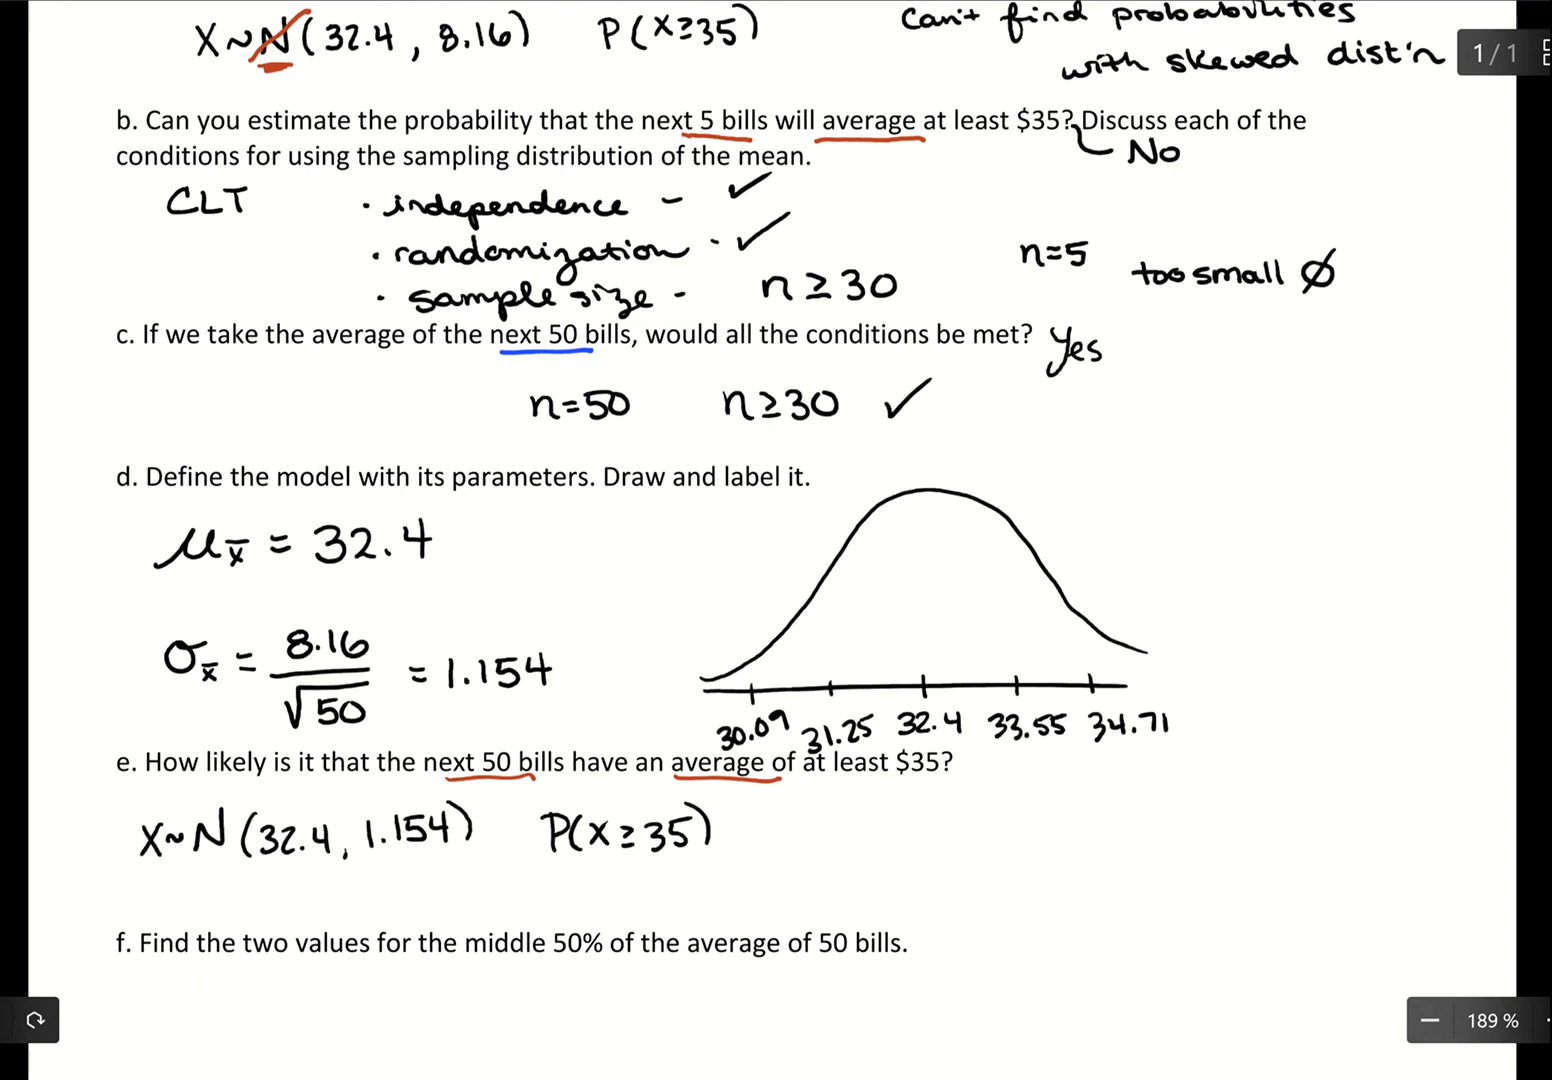 X~N(32.4, 8.16) P(X≥35) Can't find probabilities
with skewed dist'n
1 / 1
b. Can you estimate the probability that the next 5 bills will average at least $35? Discuss each of the
conditions for using the sampling distribution of the mean.
No
CLT • independence - ✓
• randomization - ✓
• sample size - n≥30 n=5 too small ∅
c. If we take the average of the next 50 bills, would all the conditions be met? Yes
n=50 n≥30 ✓
d. Define the model with its parameters. Draw and label it.
μx̄ = 32.4
σx̄ = 8.16/√50 = 1.154
30.09 31.25 32.4 33.55 34.71
e. How likely is it that the next 50 bills have an average of at least $35?
X~N(32.4, 1.154) P(X≥35)
f. Find the two values for the middle 50% of the average of 50 bills.
189 %